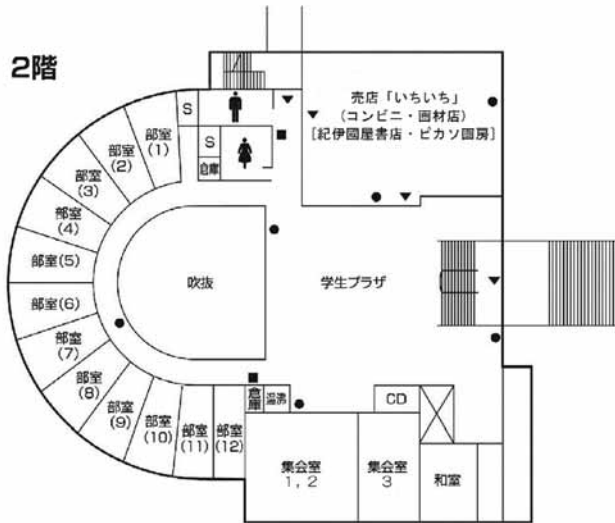 2階
売店「いちいち」
(コンビニ・画材店)
[紀伊國屋書店・ピカソ画房]
S
S
倉庫
部室
(1)
部室
(2)
部室
(3)
部室
(4)
部室(5)
部室(6)
部室
(7)
部室
(8)
部室
(9)
部室
(10)
部室
(11)
部室
(12)
吹抜
学生プラザ
倉庫
湯沸
CD
集会室
1,2
集会室
3
和室